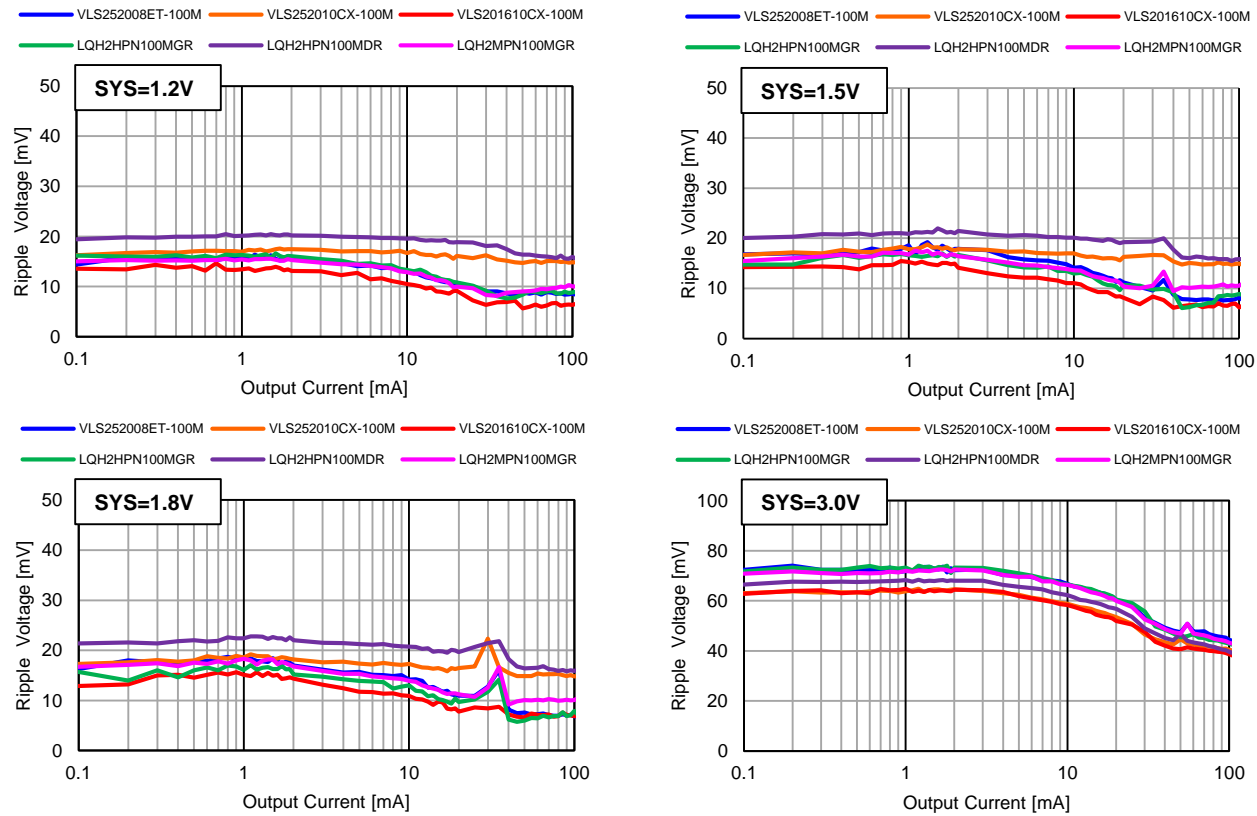 VLS252008ET-100M VLS252010CX-100M VLS201610CX-100M
LQH2HPN100MGR LQH2HPN100MDR LQH2MPN100MGR
SYS=1.2V
50
40
30
20
10
0
Ripple Voltage [mV]
0.1 1 10 100
Output Current [mA]
VLS252008ET-100M VLS252010CX-100M VLS201610CX-100M
LQH2HPN100MGR LQH2HPN100MDR LQH2MPN100MGR
SYS=1.5V
50
40
30
20
10
0
Ripple Voltage [mV]
0.1 1 10 100
Output Current [mA]
VLS252008ET-100M VLS252010CX-100M VLS201610CX-100M
LQH2HPN100MGR LQH2HPN100MDR LQH2MPN100MGR
SYS=1.8V
50
40
30
20
10
0
Ripple Voltage [mV]
0.1 1 10 100
Output Current [mA]
VLS252008ET-100M VLS252010CX-100M VLS201610CX-100M
LQH2HPN100MGR LQH2HPN100MDR LQH2MPN100MGR
SYS=3.0V
100
80
60
40
20
0
Ripple Voltage [mV]
0.1 1 10 100
Output Current [mA]